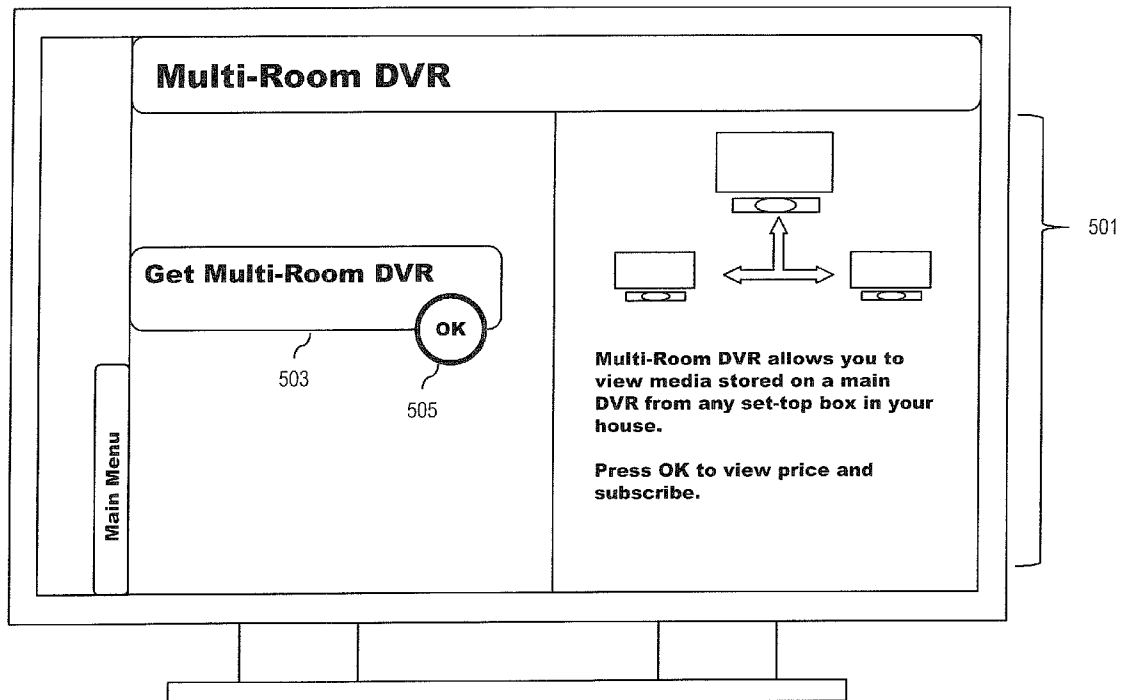 Multi-Room DVR
Get Multi-Room DVR
OK
503
505
Main Menu
Multi-Room DVR allows you to
view media stored on a main
DVR from any set-top box in your
house.
Press OK to view price and
subscribe.
501